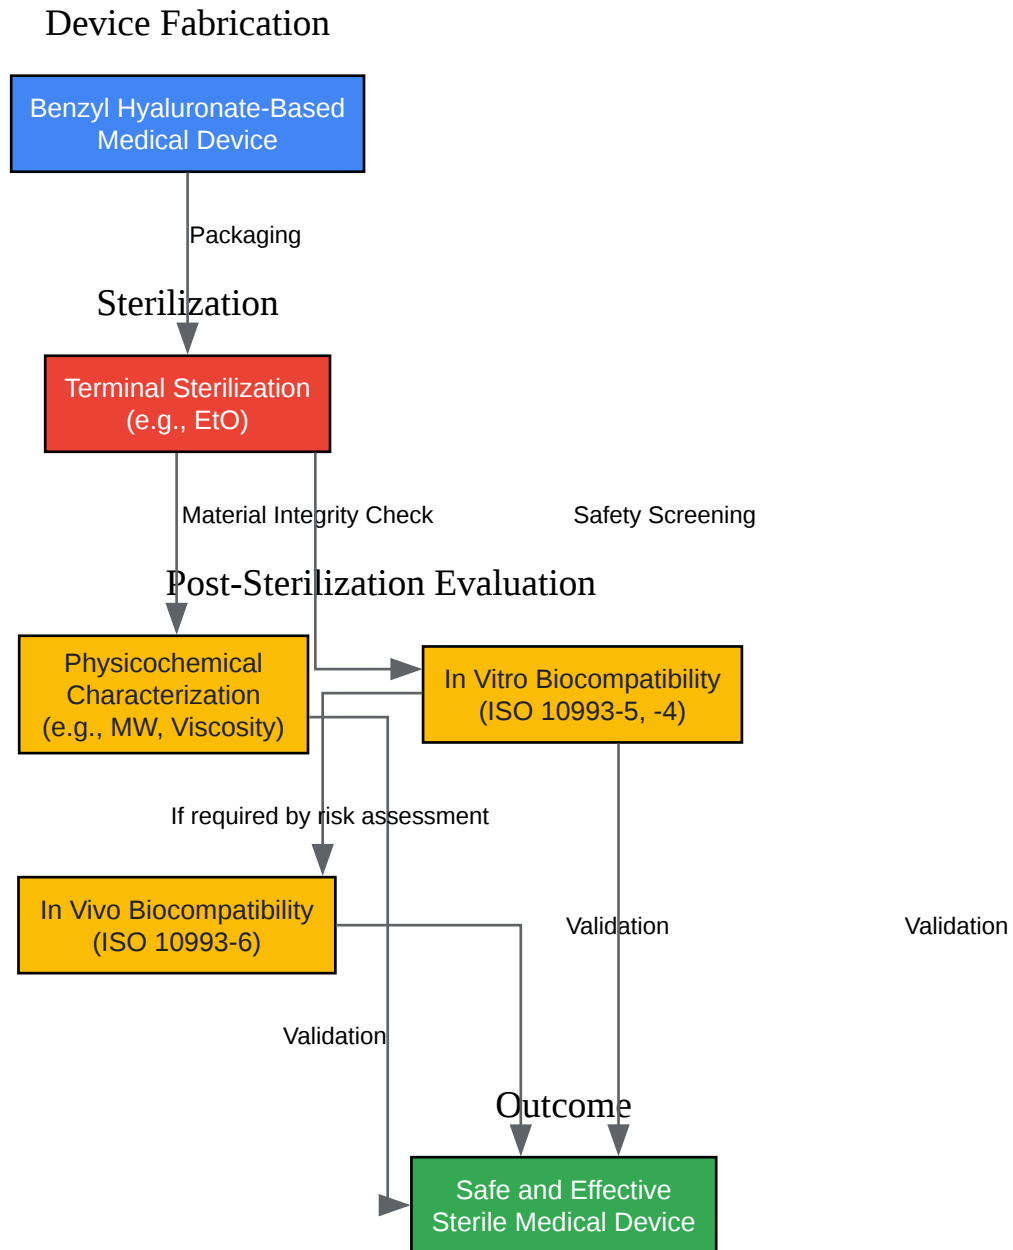 Device Fabrication
Benzyl Hyaluronate-Based
Medical Device
Packaging
Sterilization
Terminal Sterilization
(e.g., EtO)
Material Integrity Check
Safety Screening
Post-Sterilization Evaluation
Physicochemical
Characterization
(e.g., MW, Viscosity)
In Vitro Biocompatibility
(ISO 10993-5, -4)
If required by risk assessment
In Vivo Biocompatibility
(ISO 10993-6)
Validation
Validation
Validation
Outcome
Safe and Effective
Sterile Medical Device